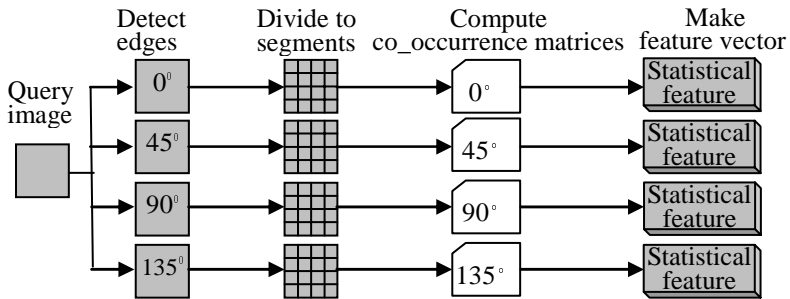 Detect
edges
Divide to
segments
Compute
co_occurrence matrices
Make
feature vector
Query
image
0°
0°
Statistical
feature
45°
45°
Statistical
feature
90°
90°
Statistical
feature
135°
135°
Statistical
feature